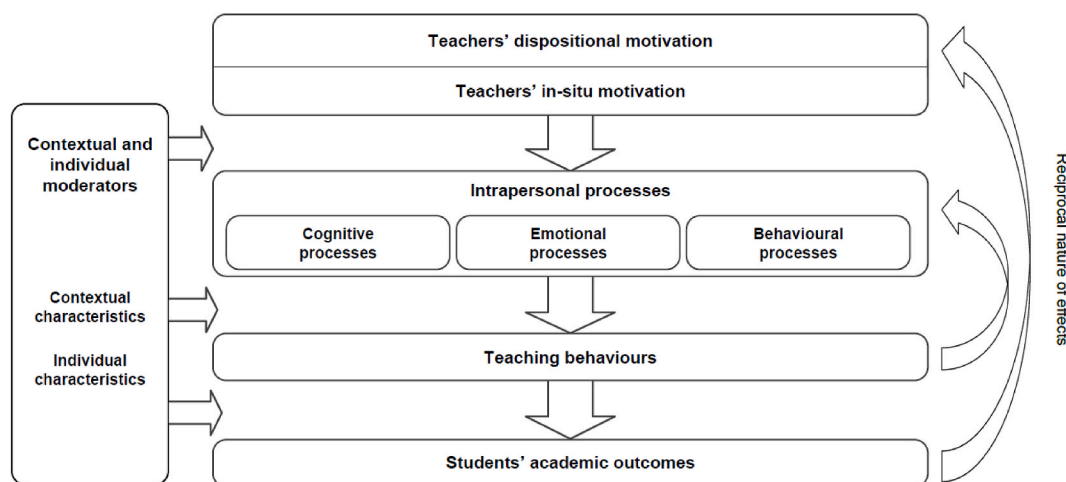 Teachers' dispositional motivation
Teachers' in-situ motivation
Contextual and
individual
moderators
Intrapersonal processes
Cognitive
processes
Emotional
processes
Behavioural
processes
Contextual
characteristics
Individual
characteristics
Teaching behaviours
Students' academic outcomes
Reciprocal nature of effects